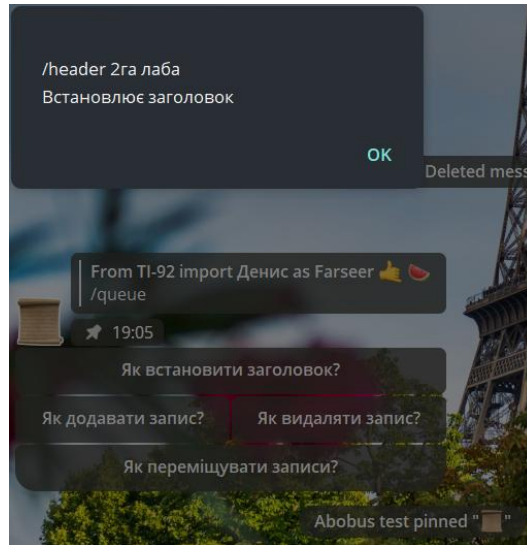 /header 2га лаба
Встановлює заголовок
OK
Deleted mess
From TI-92 import Денис as Farseer 🤙 🍉
/queue
19:05
Як встановити заголовок?
Як додавати запис?
Як видаляти запис?
Як переміщувати записи?
Abobus test pinned "📜"